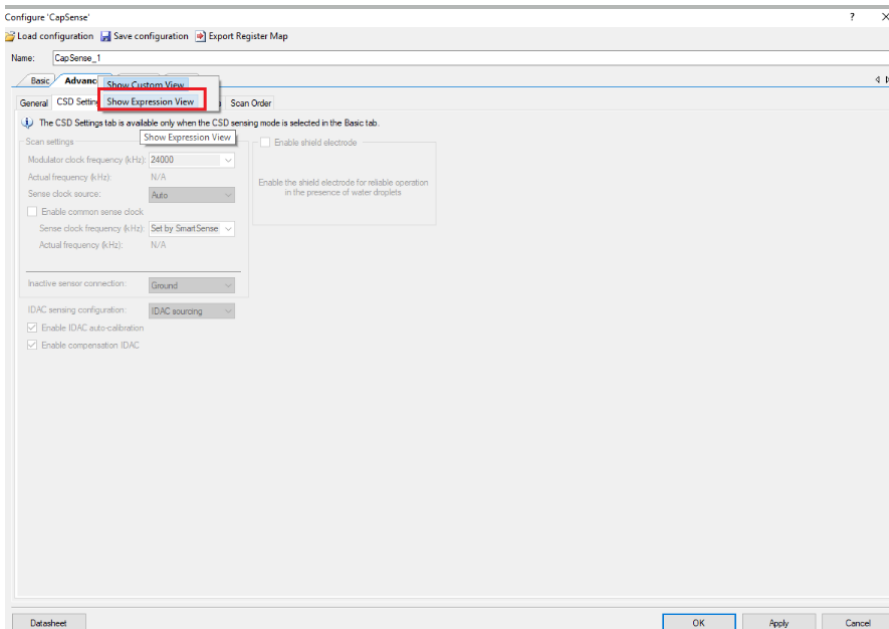 Configure 'CapSense'
? X
Load configuration Save configuration Export Register Map
Name: CapSense_1
Basic Advanc
Show Custom View
General CSD Settin Show Expression View Scan Order
The CSD Settings tab is available only when the CSD sensing mode is selected in the Basic tab.
Show Expression View
Scan settings
Enable shield electrode
Modulator clock frequency (kHz): 24000
Actual frequency (kHz): N/A
Enable the shield electrode for reliable operation
in the presence of water droplets
Sense clock source: Auto
Enable common sense clock
Sense clock frequency (kHz): Set by SmartSense
Actual frequency (kHz): N/A
Inactive sensor connection: Ground
IDAC sensing configuration: IDAC sourcing
Enable IDAC auto-calibration
Enable compensation IDAC
Datasheet OK Apply Cancel